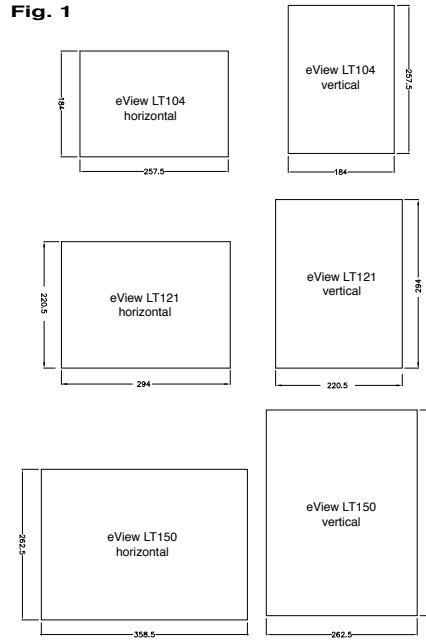 Fig. 1
eView LT104
horizontal
184
257.5
eView LT104
vertical
257.5
184
eView LT121
horizontal
220.5
294
eView LT121
vertical
294
220.5
eView LT150
horizontal
262.5
358.5
eView LT150
vertical
262.5